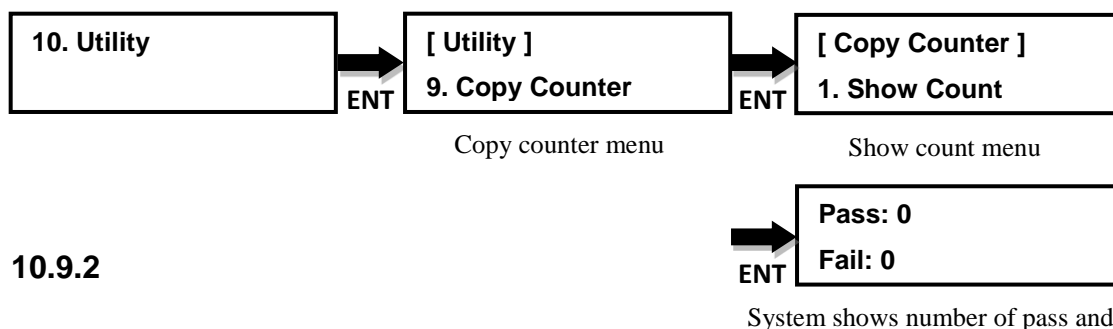 10. Utility
ENT
[ Utility ]
9. Copy Counter
ENT
[ Copy Counter ]
1. Show Count
Copy counter menu
Show count menu
ENT
Pass: 0
Fail: 0
10.9.2
System shows number of pass and